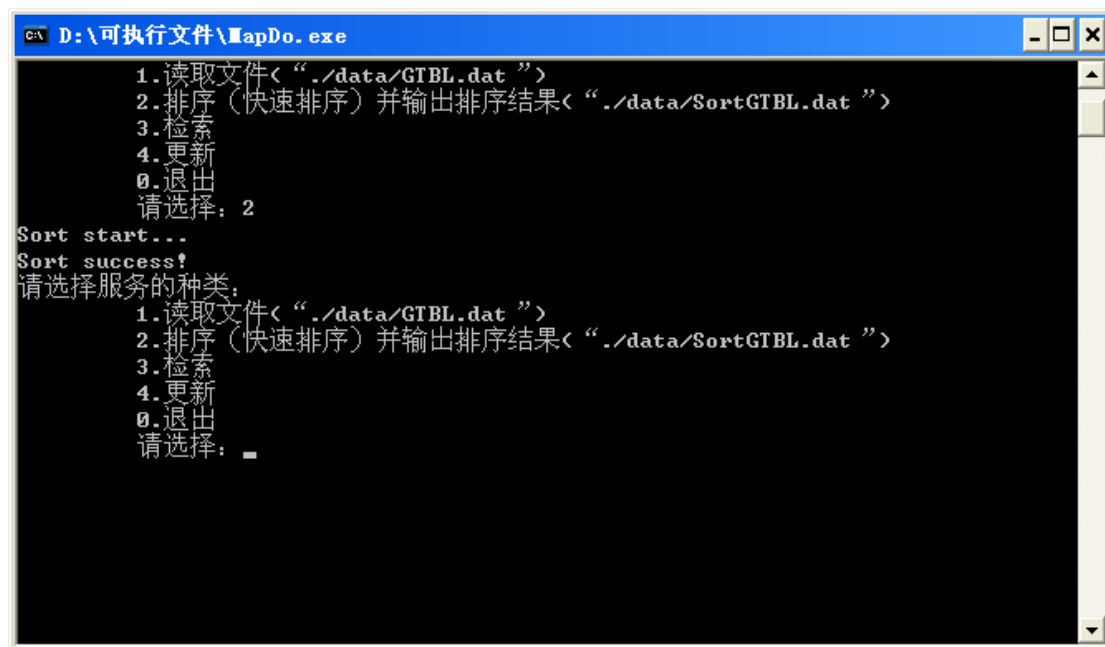 D:\可执行文件\MapDo.exe
1.读取文件(“./data/GTBL.dat ”)
2.排序（快速排序）并输出排序结果(“./data/SortGTBL.dat ”)
3.检索
4.更新
0.退出
请选择：2
Sort start...
Sort success!
请选择服务的种类：
1.读取文件(“./data/GTBL.dat ”)
2.排序（快速排序）并输出排序结果(“./data/SortGTBL.dat ”)
3.检索
4.更新
0.退出
请选择：